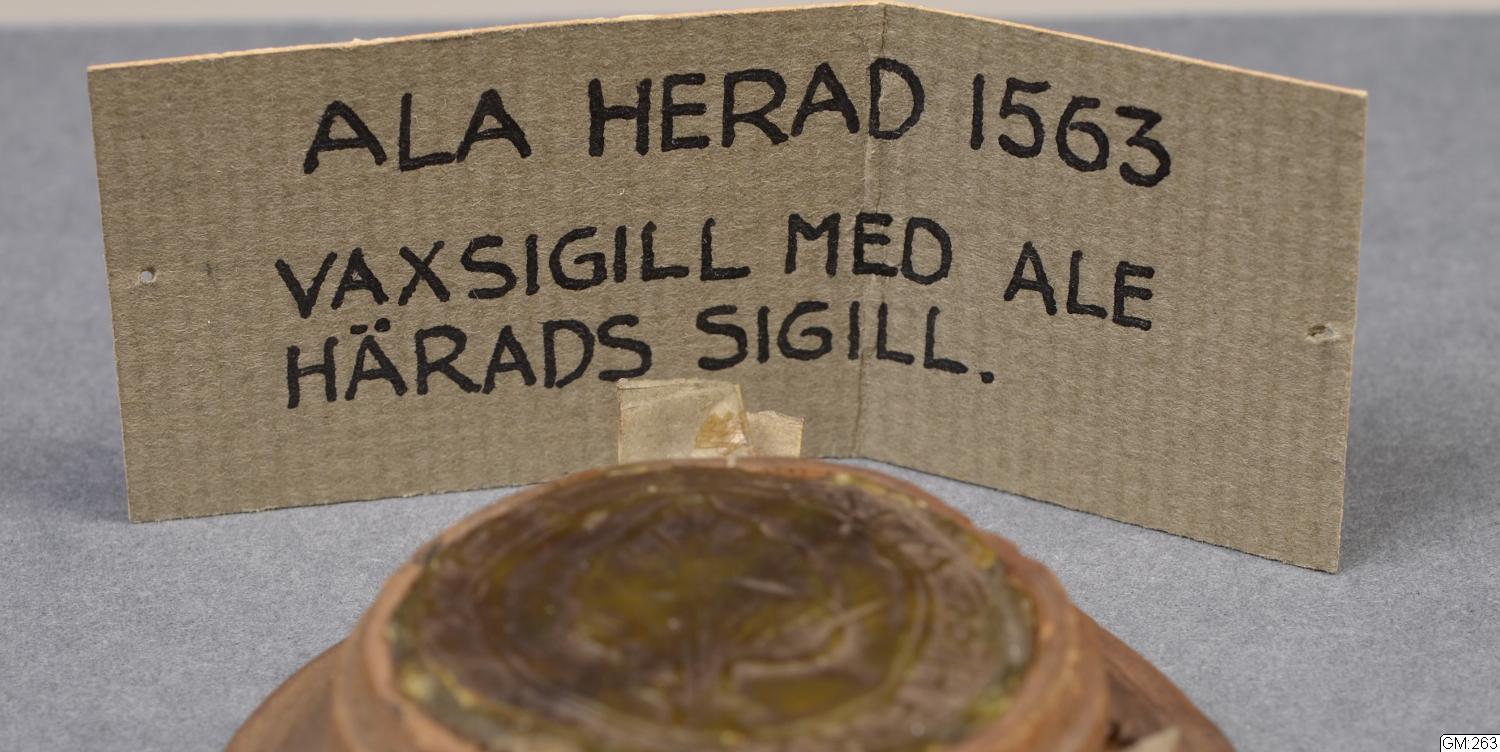 ALA HERAD 1563
VAXSIGILL MED ALE
HÄRADS SIGILL.
GM:263